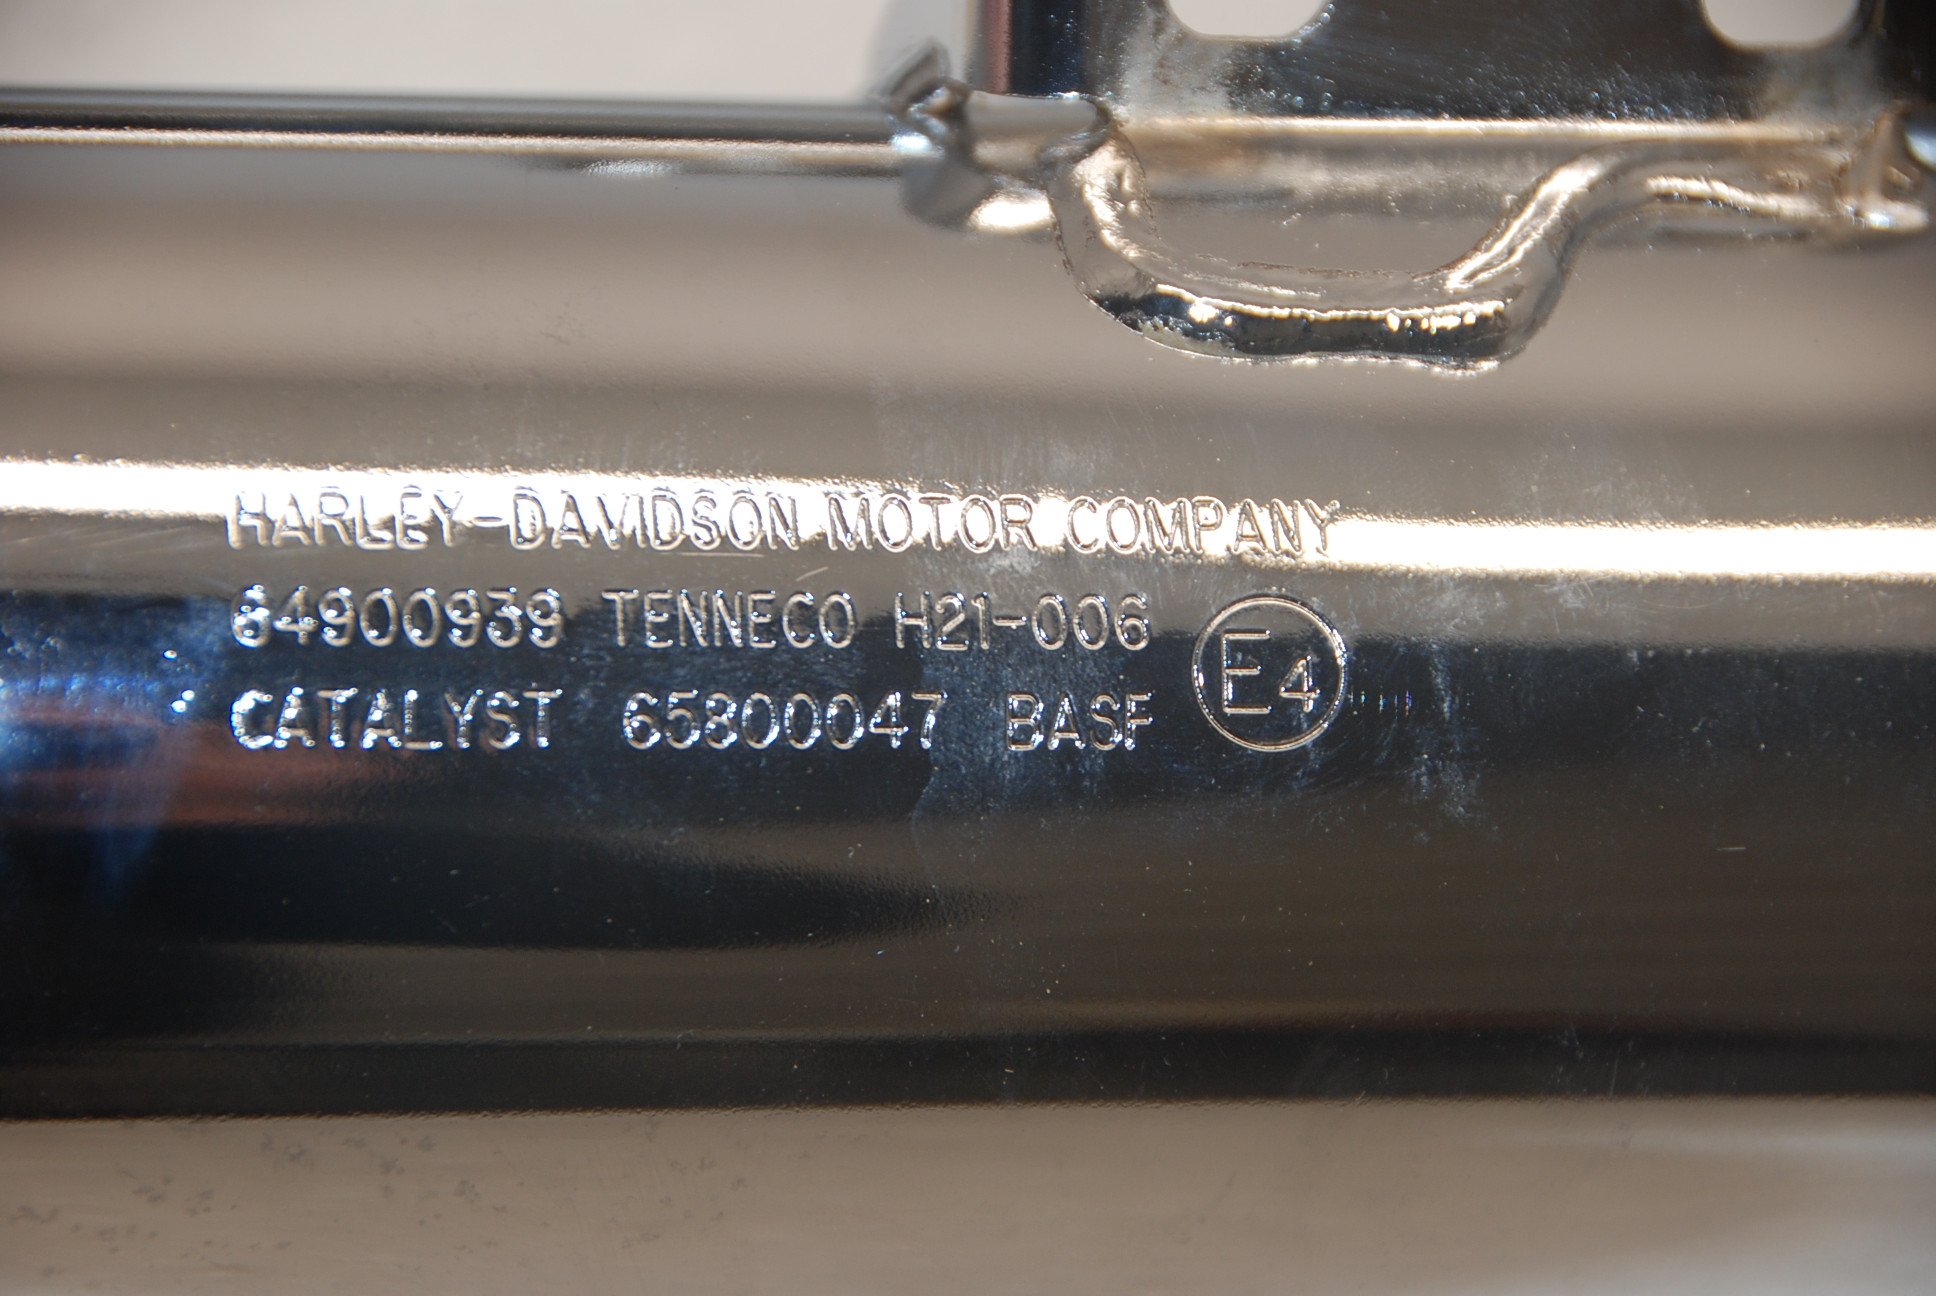 HARLEY-DAVIDSON MOTOR COMPANY
64900939 TENNECO H21-006
CATALYST 65800047 BASF
E4